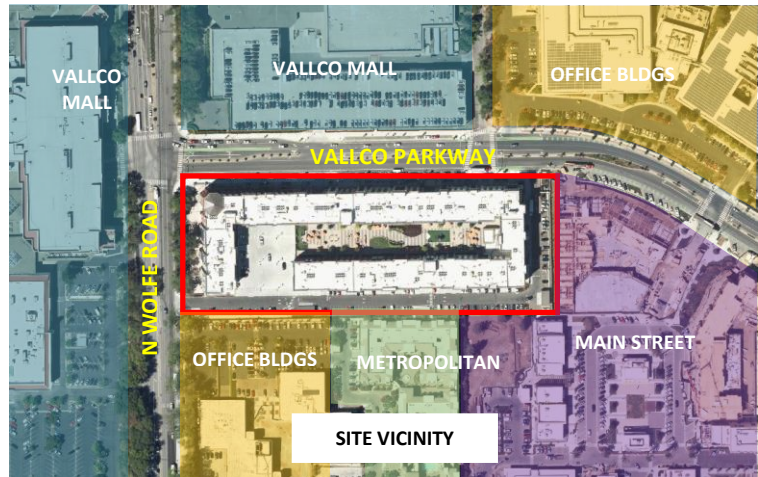 VALLCO
MALL
VALLCO MALL
OFFICE BLDGS
VALLCO PARKWAY
N WOLFE ROAD
OFFICE BLDGS
METROPOLITAN
MAIN STREET
SITE VICINITY